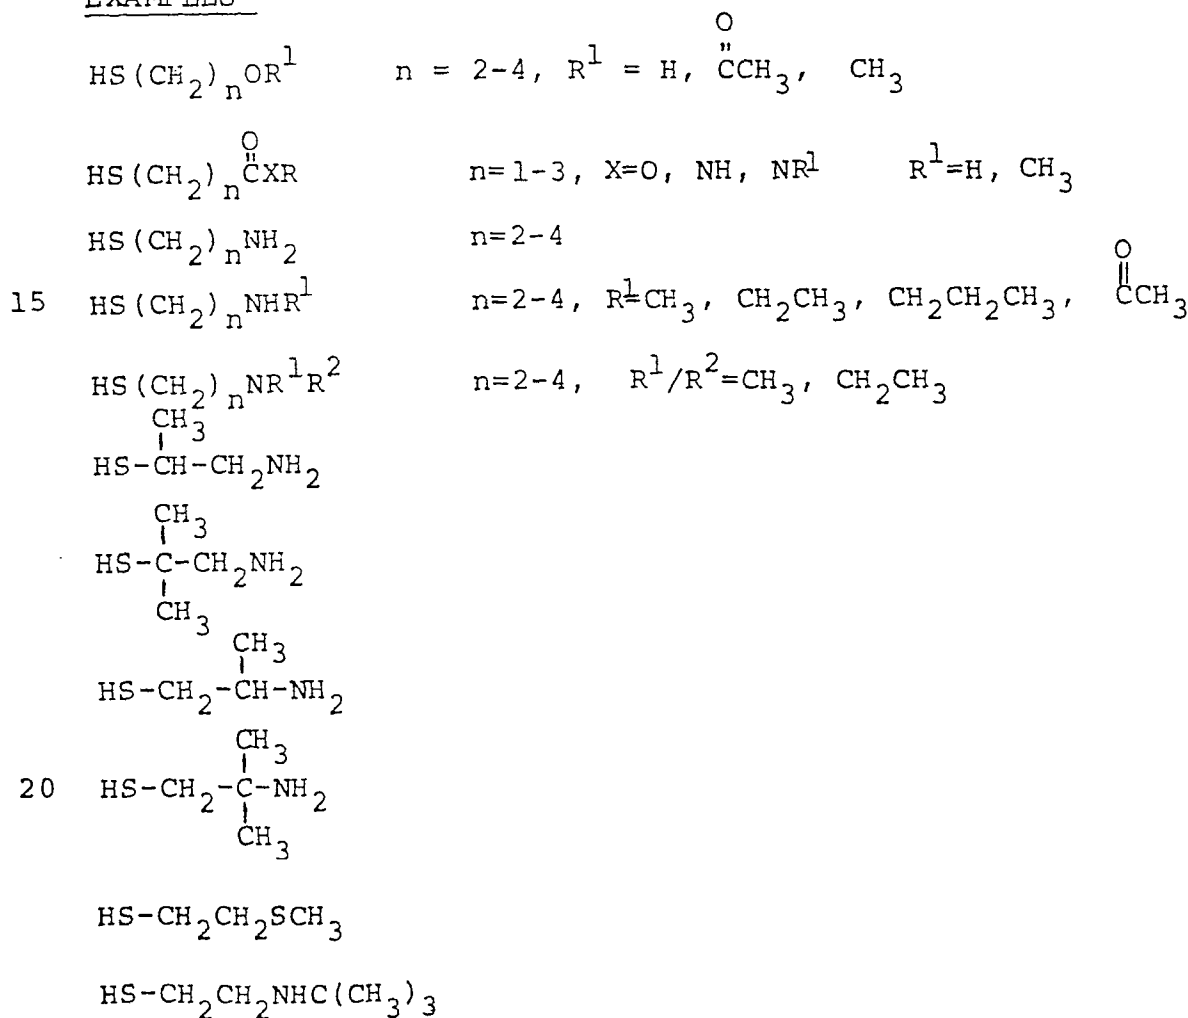 EXAMPLES
O
"
HS(CH2)nOR1 n = 2-4, R1 = H, CCH3, CH3
O
"
HS(CH2)nCXR n=1-3, X=O, NH, NR1 R1=H, CH3
HS(CH2)nNH2 n=2-4
O
||
15 HS(CH2)nNHR1 n=2-4, R1=CH3, CH2CH3, CH2CH2CH3, CCH3
HS(CH2)nNR1R2 n=2-4, R1/R2=CH3, CH2CH3
CH3
HS-CH-CH2NH2
CH3
HS-C-CH2NH2
CH3
CH3
HS-CH2-CH-NH2
CH3
20 HS-CH2-C-NH2
CH3
HS-CH2CH2SCH3
HS-CH2CH2NHC(CH3)3